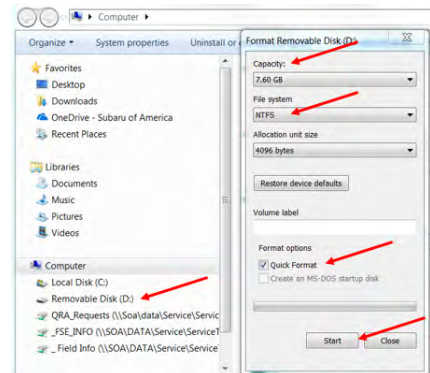 Computer
Organize
System properties
Uninstall or
Favorites
Desktop
Downloads
OneDrive - Subaru of America
Recent Places
Libraries
Documents
Music
Pictures
Videos
Computer
Local Disk (C:)
Removable Disk (D:)
QRA_Requests (\\Soa\data\Service\Servic
_FSE_INFO (\\SOA\DATA\Service\ServiceT
_ Field Info (\\SOA\DATA\Service\Service
Format Removable Disk (D:)
Capacity:
7.60 GB
File system
NTFS
Allocation unit size
4096 bytes
Restore device defaults
Volume label
Format options
Quick Format
Create an MS-DOS startup disk
Start
Close